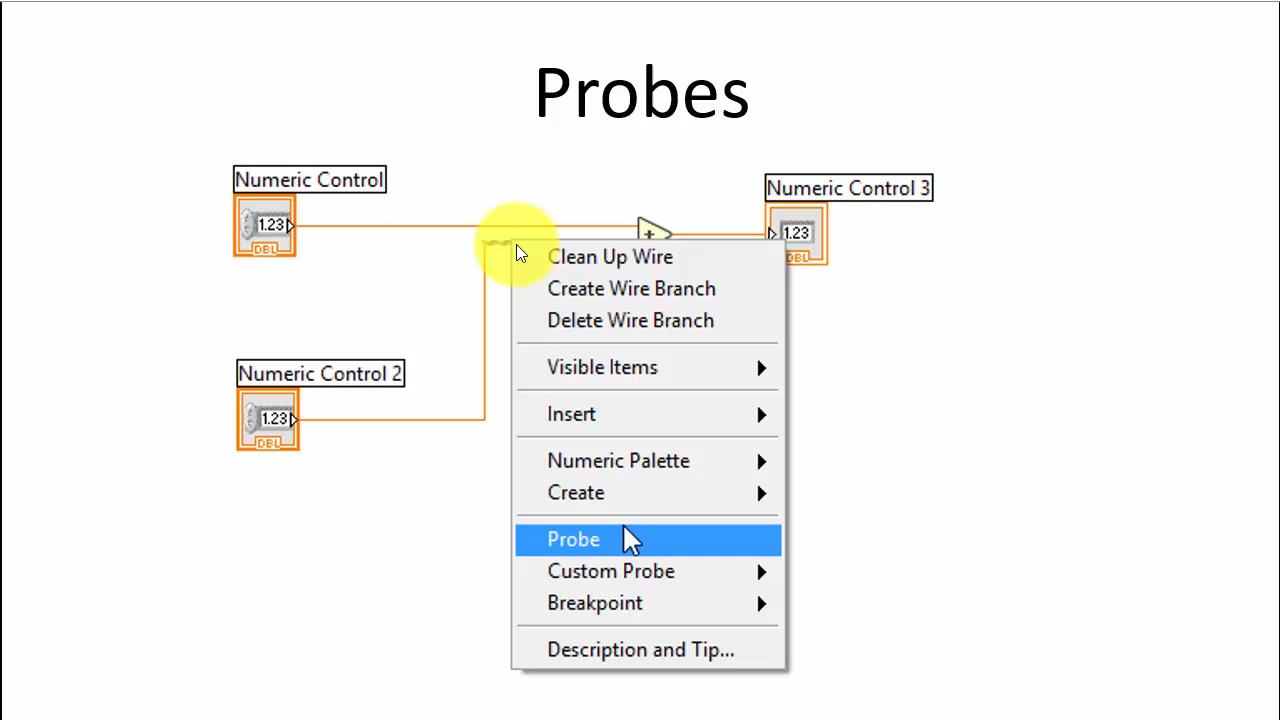 Probes
Numeric Control
1.23
DBL
Numeric Control 3
1.23
DBL
+
Numeric Control 2
1.23
DBL
Clean Up Wire
Create Wire Branch
Delete Wire Branch
Visible Items
Insert
Numeric Palette
Create
Probe
Custom Probe
Breakpoint
Description and Tip...